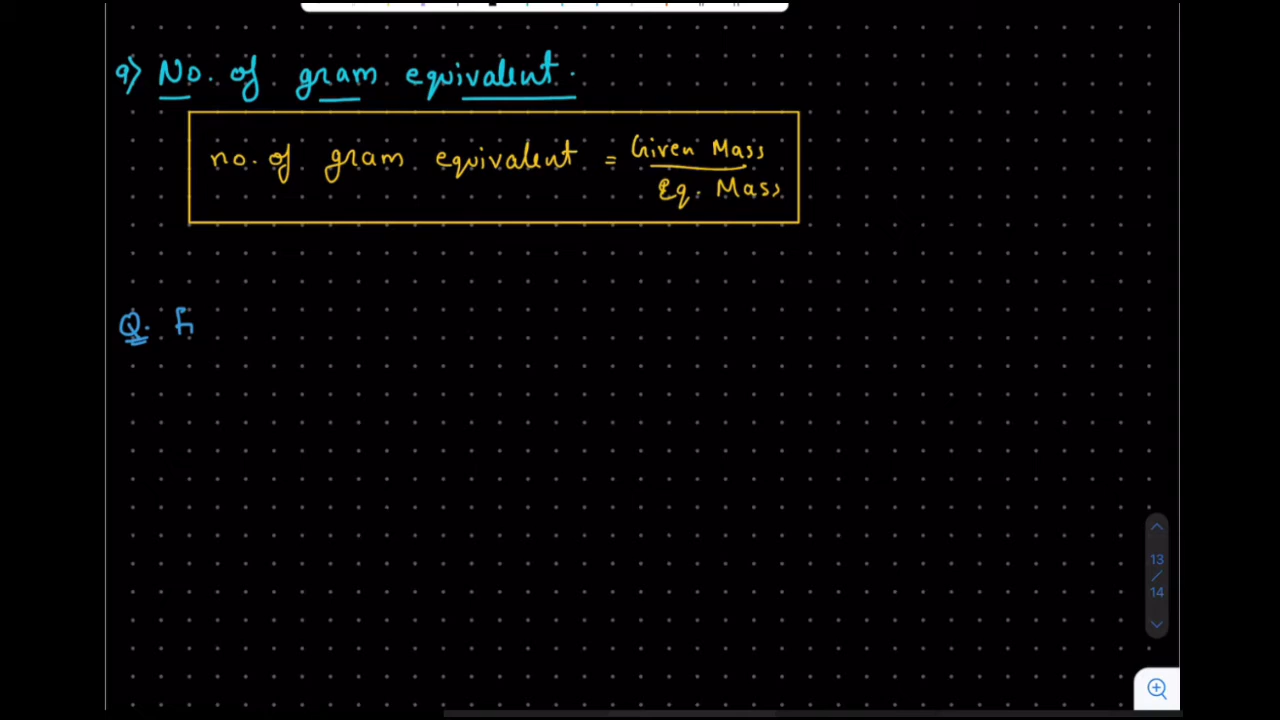 9) No. of gram equivalent.
no. of gram equivalent = Given Mass
Eq. Mass
Q.
13
/
14